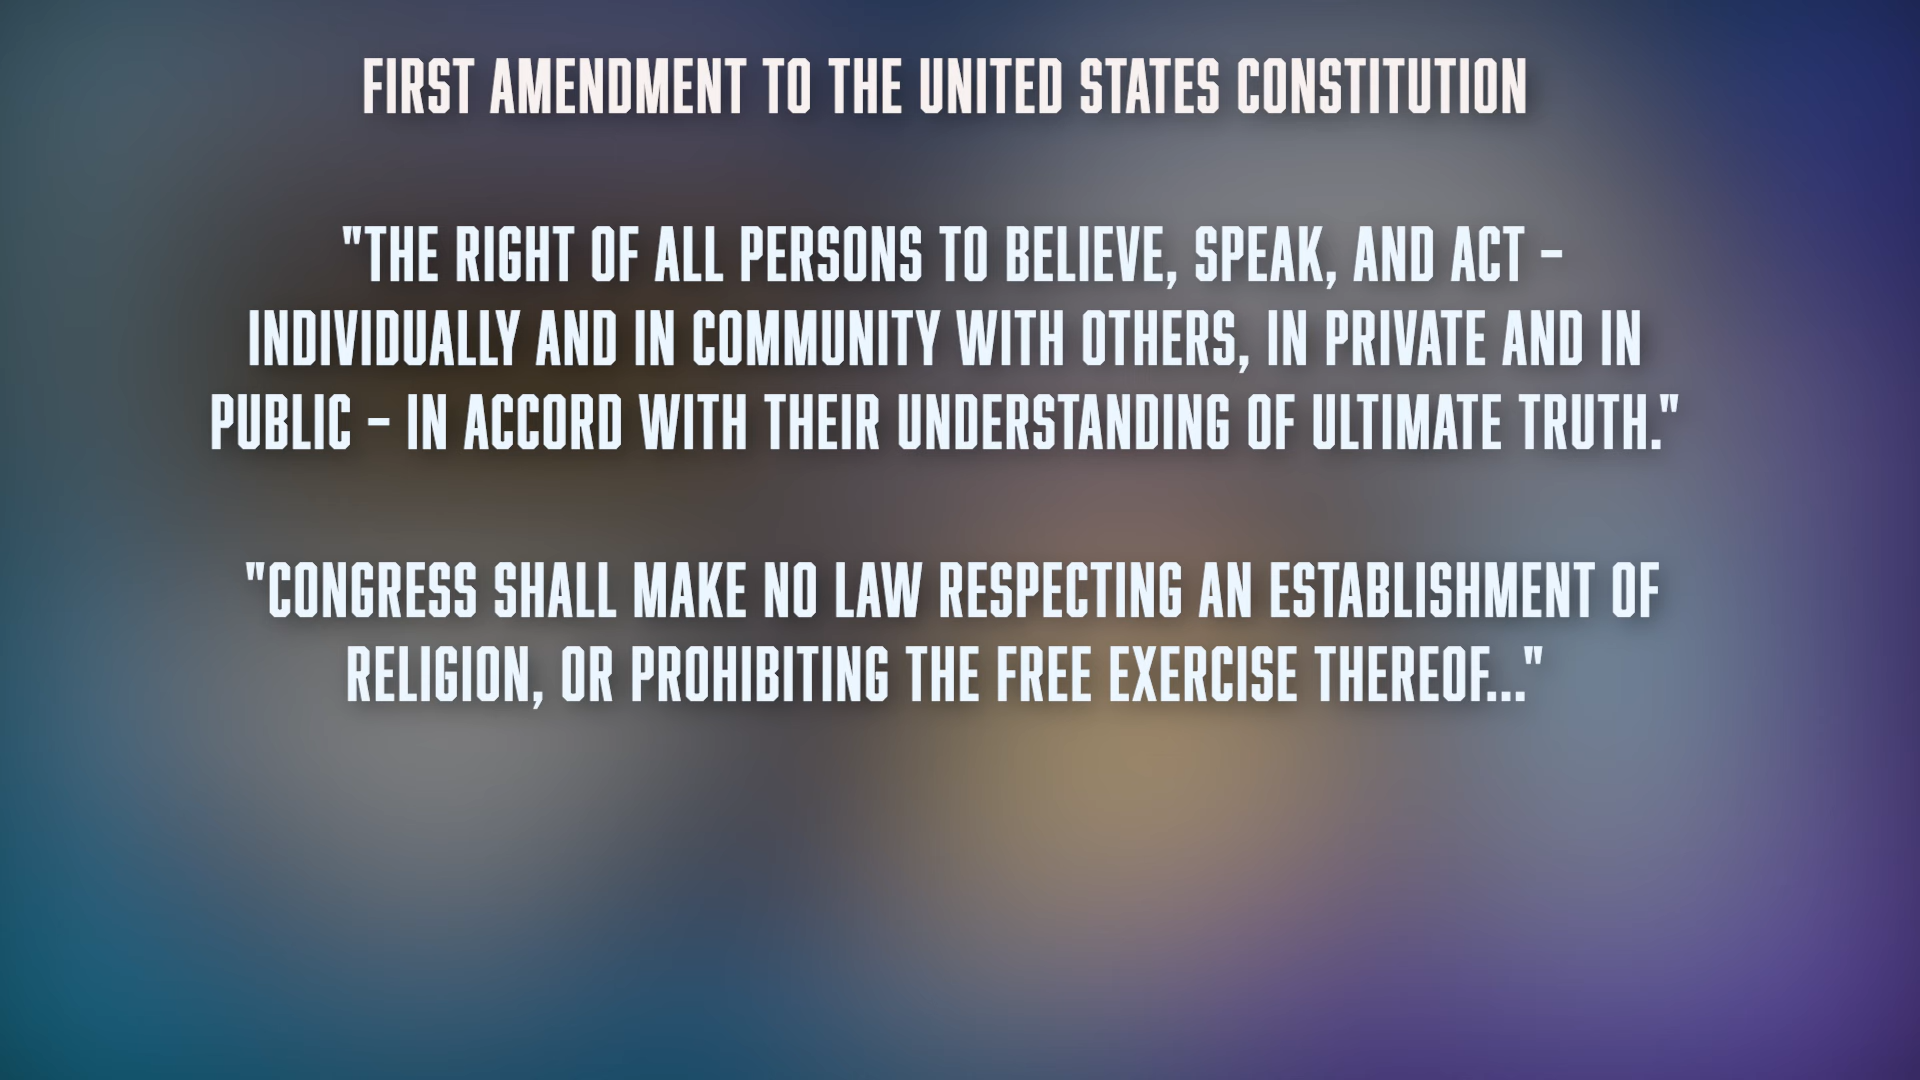 FIRST AMENDMENT TO THE UNITED STATES CONSTITUTION
"THE RIGHT OF ALL PERSONS TO BELIEVE, SPEAK, AND ACT –
INDIVIDUALLY AND IN COMMUNITY WITH OTHERS, IN PRIVATE AND IN
PUBLIC – IN ACCORD WITH THEIR UNDERSTANDING OF ULTIMATE TRUTH."
"CONGRESS SHALL MAKE NO LAW RESPECTING AN ESTABLISHMENT OF
RELIGION, OR PROHIBITING THE FREE EXERCISE THEREOF..."